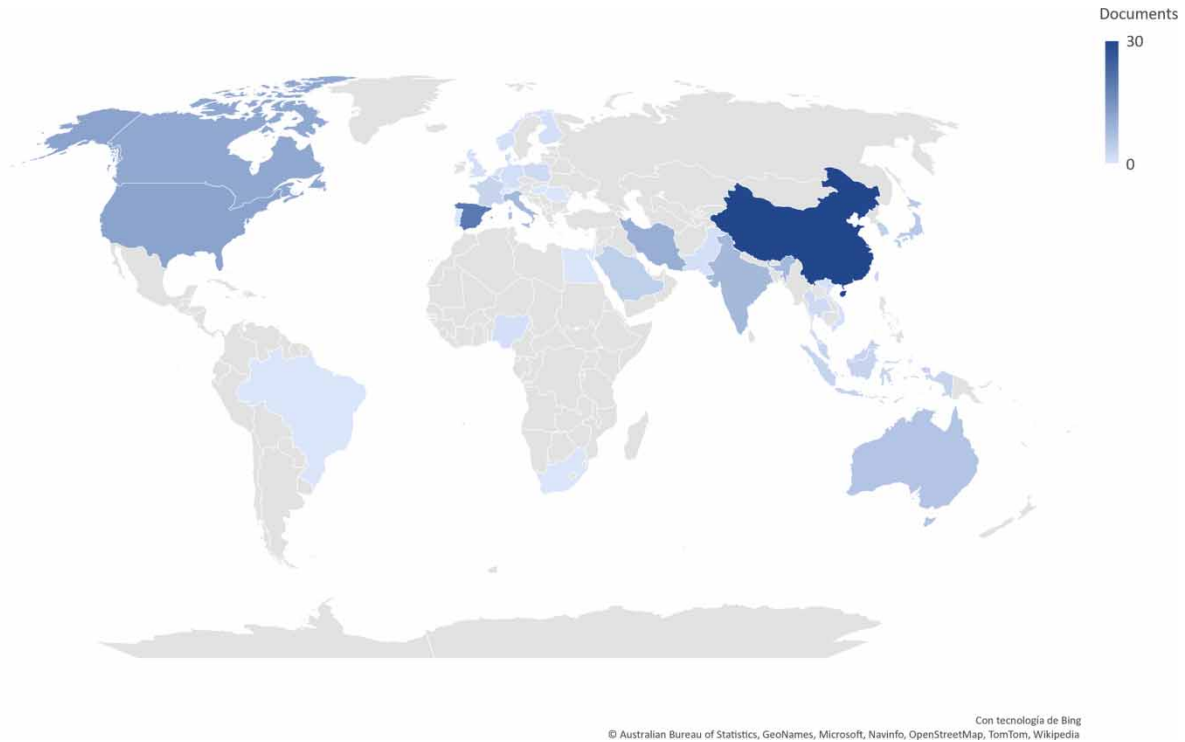 Documents
30
0
Con tecnología de Bing
© Australian Bureau of Statistics, GeoNames, Microsoft, Navinfo, OpenStreetMap, TomTom, Wikipedia